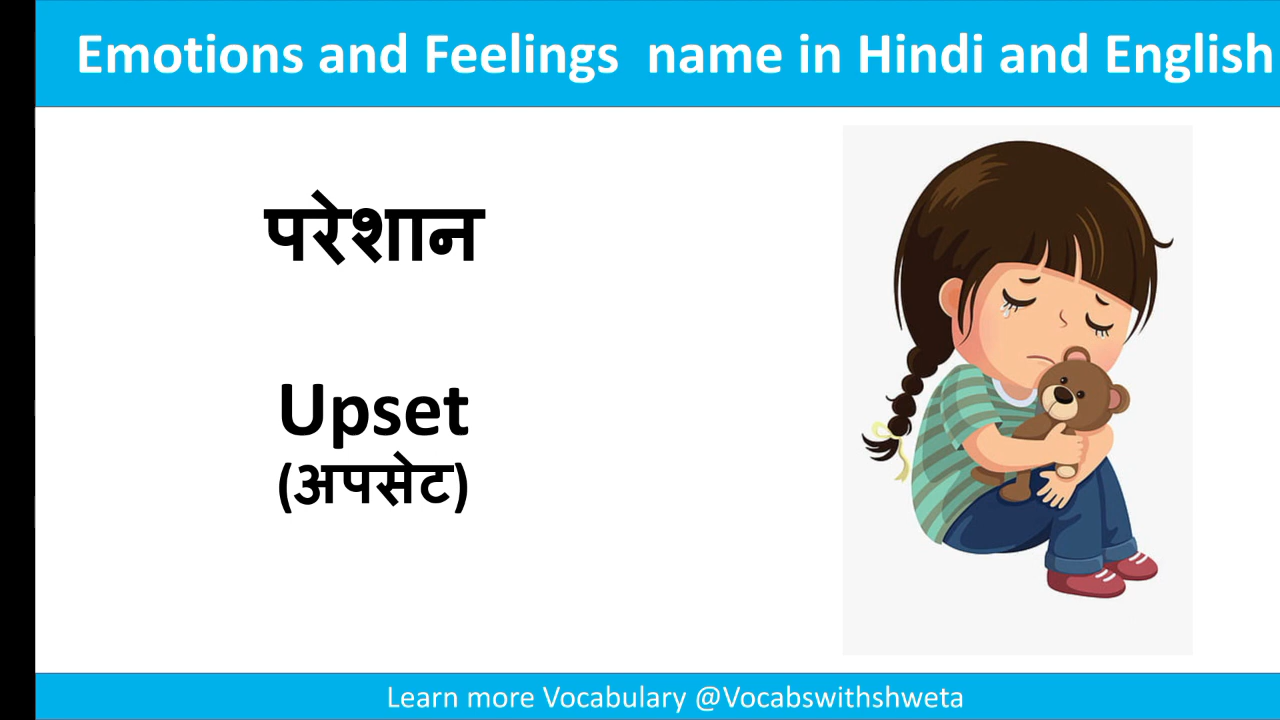 Emotions and Feelings name in Hindi and English
परेशान
Upset
(अपसेट)
Learn more Vocabulary @Vocabswithshweta